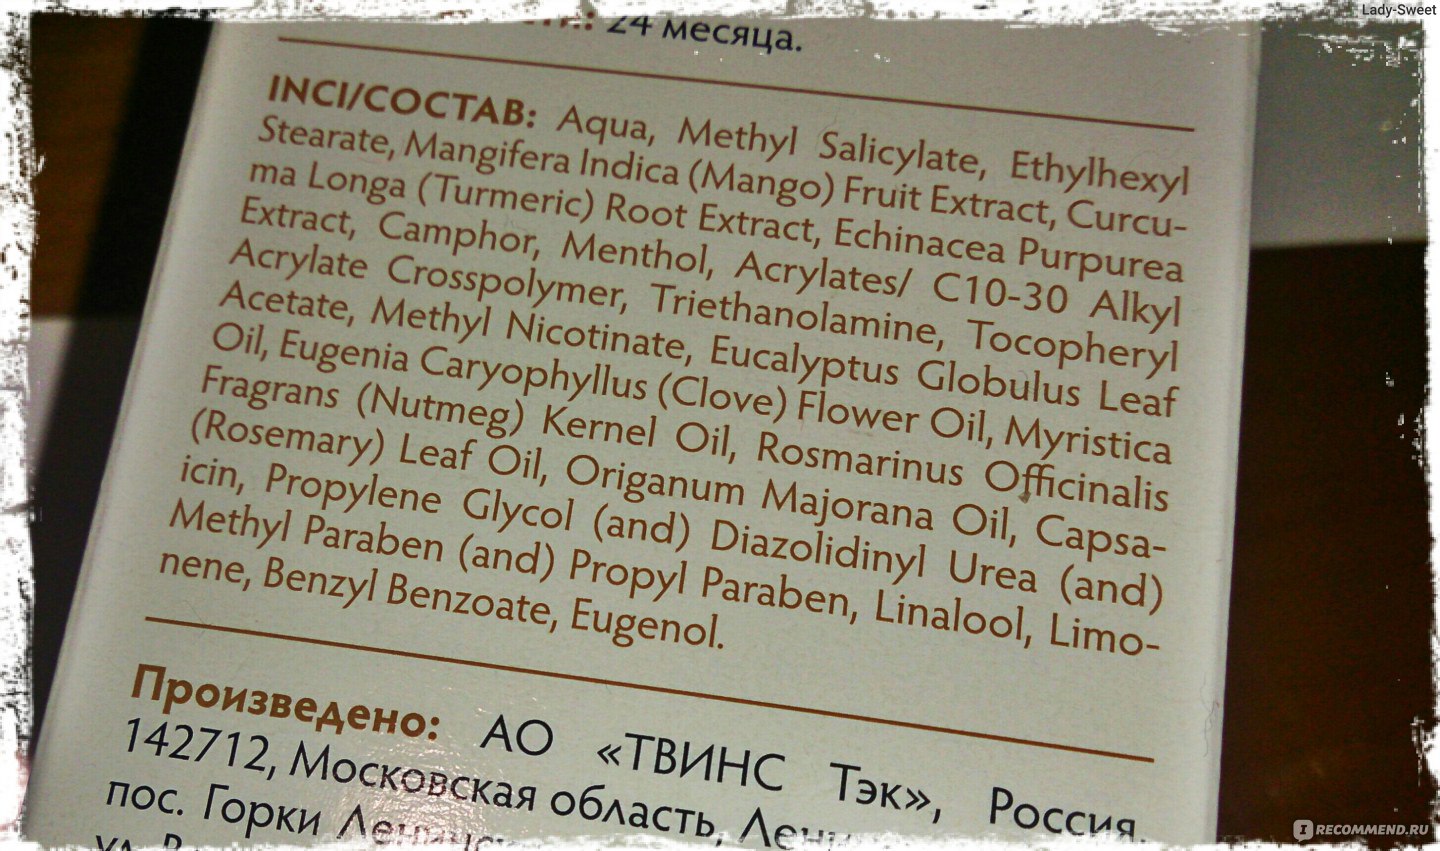 Lady-Sweet
24 месяца.
INCI/СОСТАВ: Aqua, Methyl Salicylate, Ethylhexyl
Stearate, Mangifera Indica (Mango) Fruit Extract, Curcu-
ma Longa (Turmeric) Root Extract, Echinacea Purpurea
Extract, Camphor, Menthol, Acrylates/ C10-30 Alkyl
Acrylate Crosspolymer, Triethanolamine, Tocopheryl
Acetate, Methyl Nicotinate, Eucalyptus Globulus Leaf
Oil, Eugenia Caryophyllus (Clove) Flower Oil, Myristica
Fragrans (Nutmeg) Kernel Oil, Rosmarinus Officinalis
(Rosemary) Leaf Oil, Origanum Majorana Oil, Capsa-
icin, Propylene Glycol (and) Diazolidinyl Urea (and)
Methyl Paraben (and) Propyl Paraben, Linalool, Limo-
nene, Benzyl Benzoate, Eugenol.
Произведено: АО «ТВИНС Тэк», Россия,
142712, Московская область,
пос. Горки
I RECOMMEND.RU